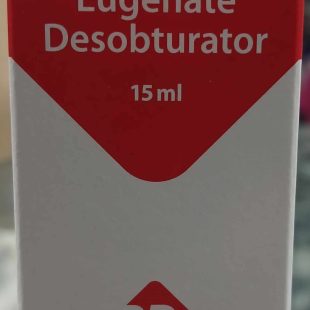 Eugenate
Desobturator
15 ml